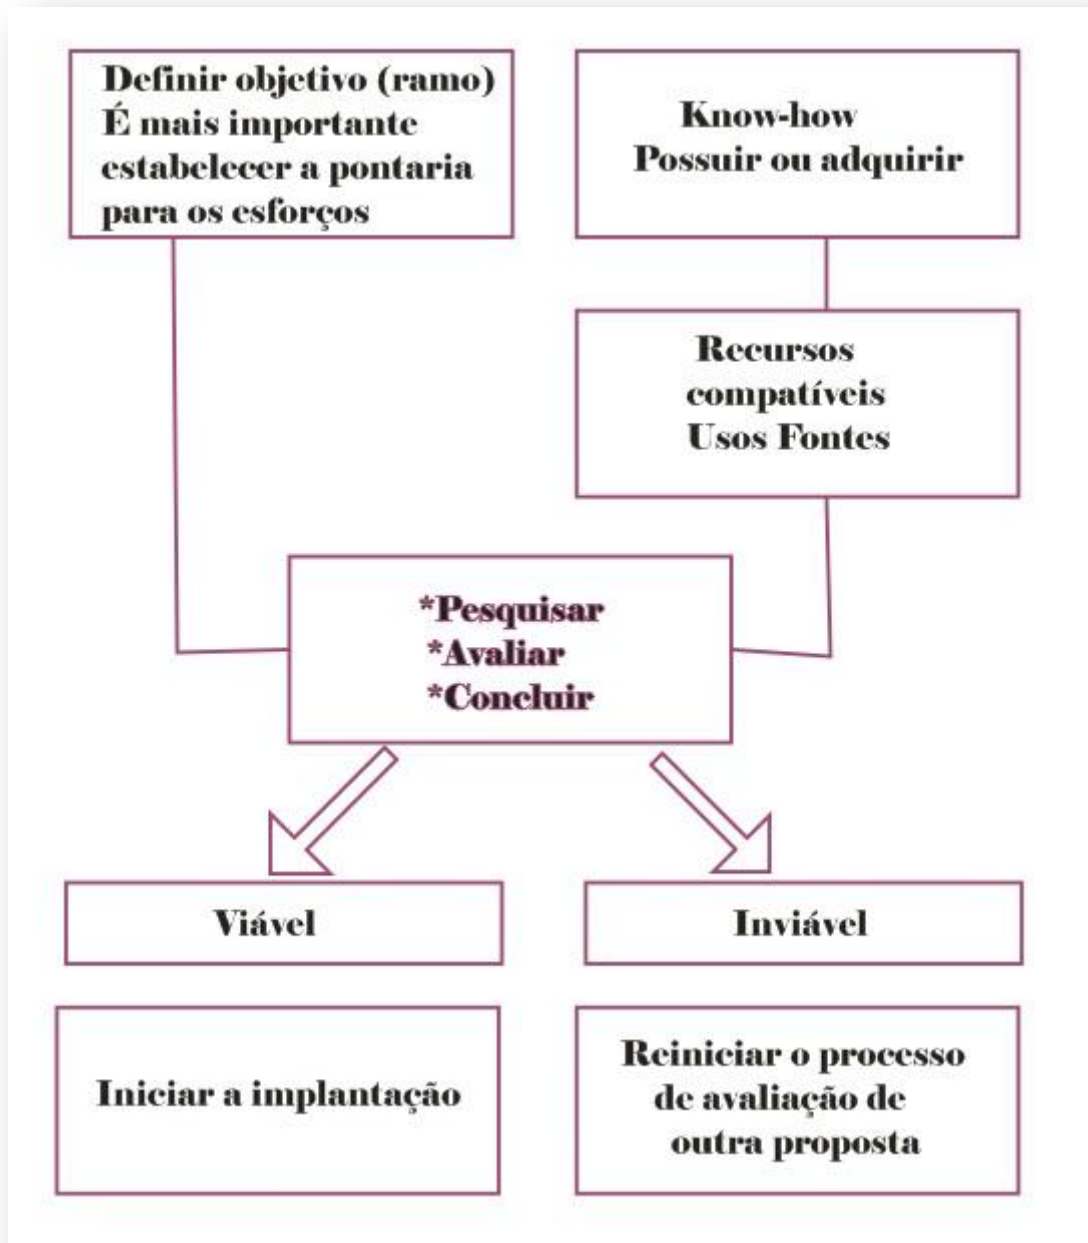 Definir objetivo (ramo)
É mais importante
estabelecer a pontaria
para os esforços
Know-how
Possuir ou adquirir
Recursos
compatíveis
Usos Fontes
*Pesquisar
*Avaliar
*Concluir
Viável
Inviável
Iniciar a implantação
Reiniciar o processo
de avaliação de
outra proposta